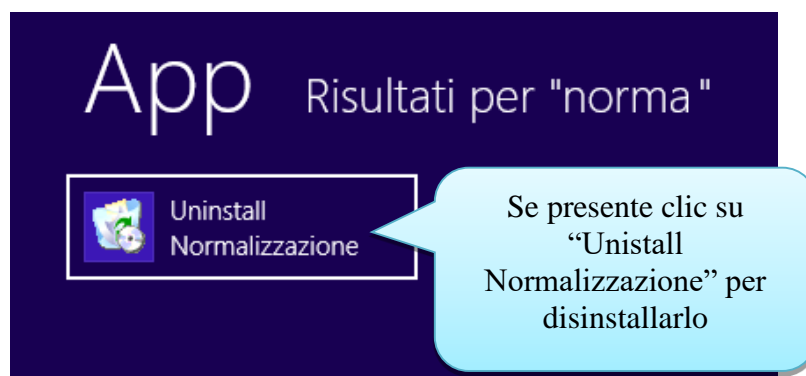 App Risultati per "norma"
Uninstall
Normalizzazione
Se presente clic su
“Unistall
Normalizzazione” per
disinstallarlo